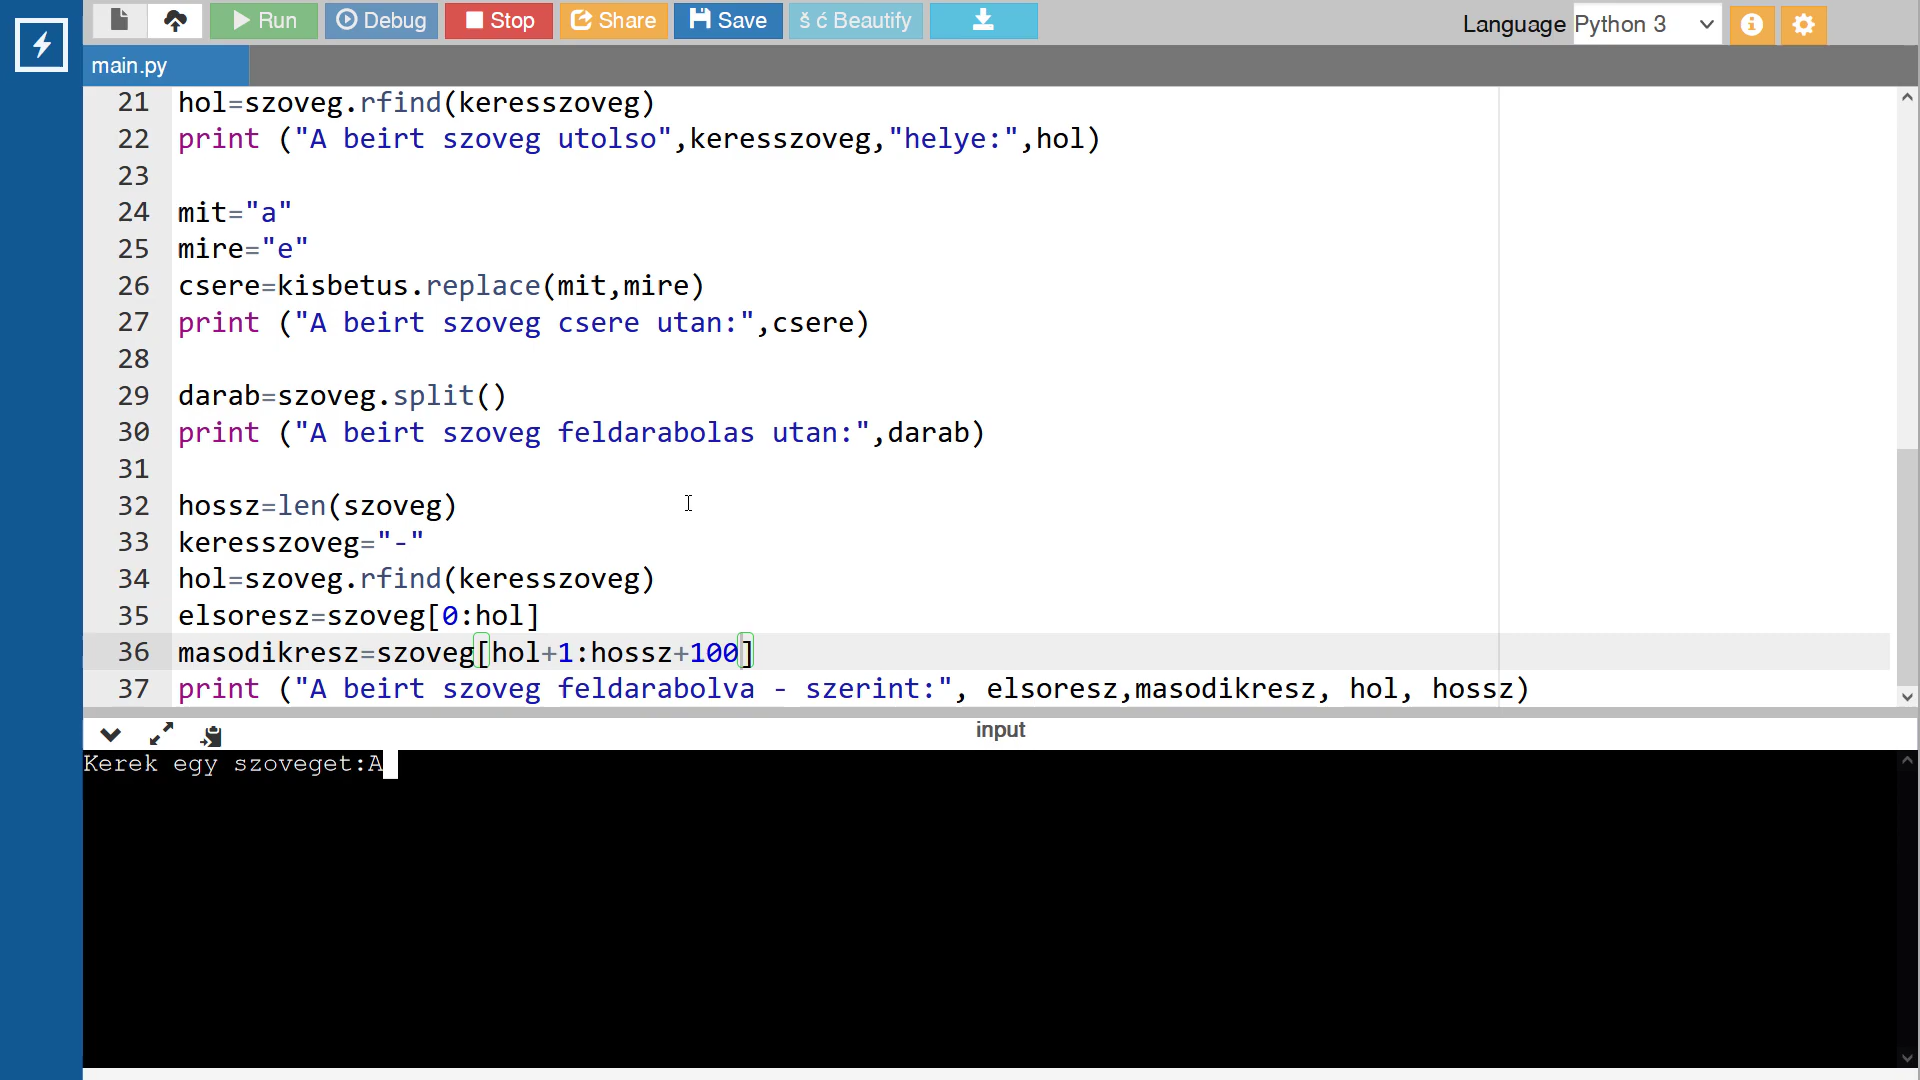 Run Debug Stop Share Save Beautify Language Python 3
main.py
21 hol=szoveg.rfind(keresszoveg)
22 print ("A beirt szoveg utolso",keresszoveg,"helye:",hol)
23
24 mit="a"
25 mire="e"
26 csere=kisbetus.replace(mit,mire)
27 print ("A beirt szoveg csere utan:",csere)
28
29 darab=szoveg.split()
30 print ("A beirt szoveg feldarabolas utan:",darab)
31
32 hossz=len(szoveg)
33 keresszoveg="-"
34 hol=szoveg.rfind(keresszoveg)
35 elsoresz=szoveg[0:hol]
36 masodikresz=szoveg[hol+1:hossz+100]
37 print ("A beirt szoveg feldarabolva - szerint:", elsoresz,masodikresz, hol, hossz)
input
Kerek egy szoveget:A